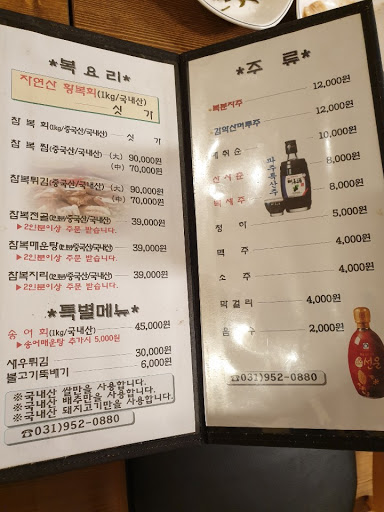 *복요리*
자연산 황복회(1kg/국내산)
싯 가
참 복 회(1kg/중국산/국내산) 싯 가
참 복 찜(중국산/국내산) (大) 90,000원
(中) 70,000원
참복튀김(중국산/국내산) (大) 90,000원
(中) 70,000원
참복전골(중국산/국내산) 39,000원
▶2인분이상 주문 받습니다.
참복매운탕(중국산/국내산) 39,000원
▶2인분이상 주문 받습니다.
참복지리(중국산/국내산) 39,000원
▶2인분이상 주문 받습니다.
*특별메뉴*
송 어 회(1kg/국내산) 45,000원
▶송어매운탕 추가시 5,000원
새우튀김 30,000원
불고기뚝배기 6,000원
※국내산 쌀만을 사용합니다.
※국내산 배추만을 사용합니다.
※국내산 돼지고기만을 사용합니다.
☎031)952-0880
*주 류*
*복분자주 12,000원
*감악산머루주 12,000원
매취순 10,000원
산사춘 8,000원
백세주 8,000원
청 하 5,000원
맥 주 4,000원
소 주 4,000원
막걸리 4,000원
음 료 2,000원
파주특산주
☎031)952-0880